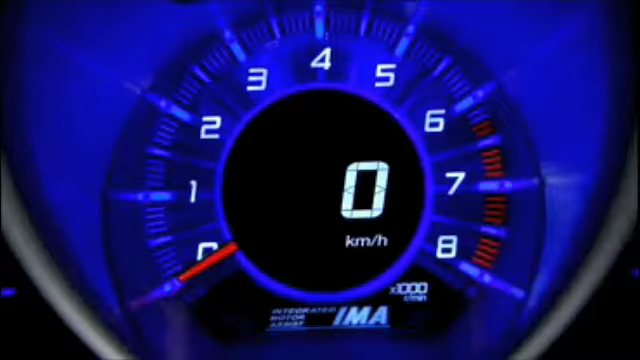 4
3
5
2
6
1
7
0
8
0
km/h
x1000
r/min
INTEGRATED
MOTOR
ASSIST
IMA